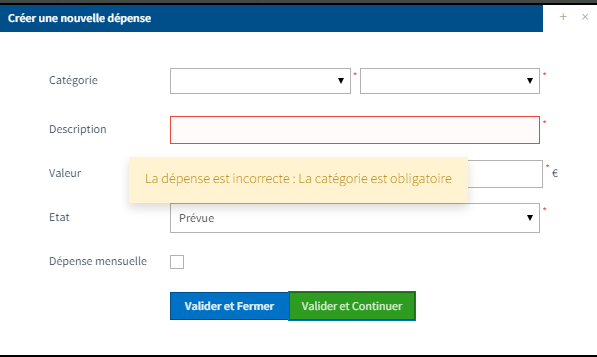 Créer une nouvelle dépense
+ ×
Catégorie * *
Description *
Valeur * €
La dépense est incorrecte : La catégorie est obligatoire
Etat Prévue *
Dépense mensuelle
Valider et Fermer Valider et Continuer